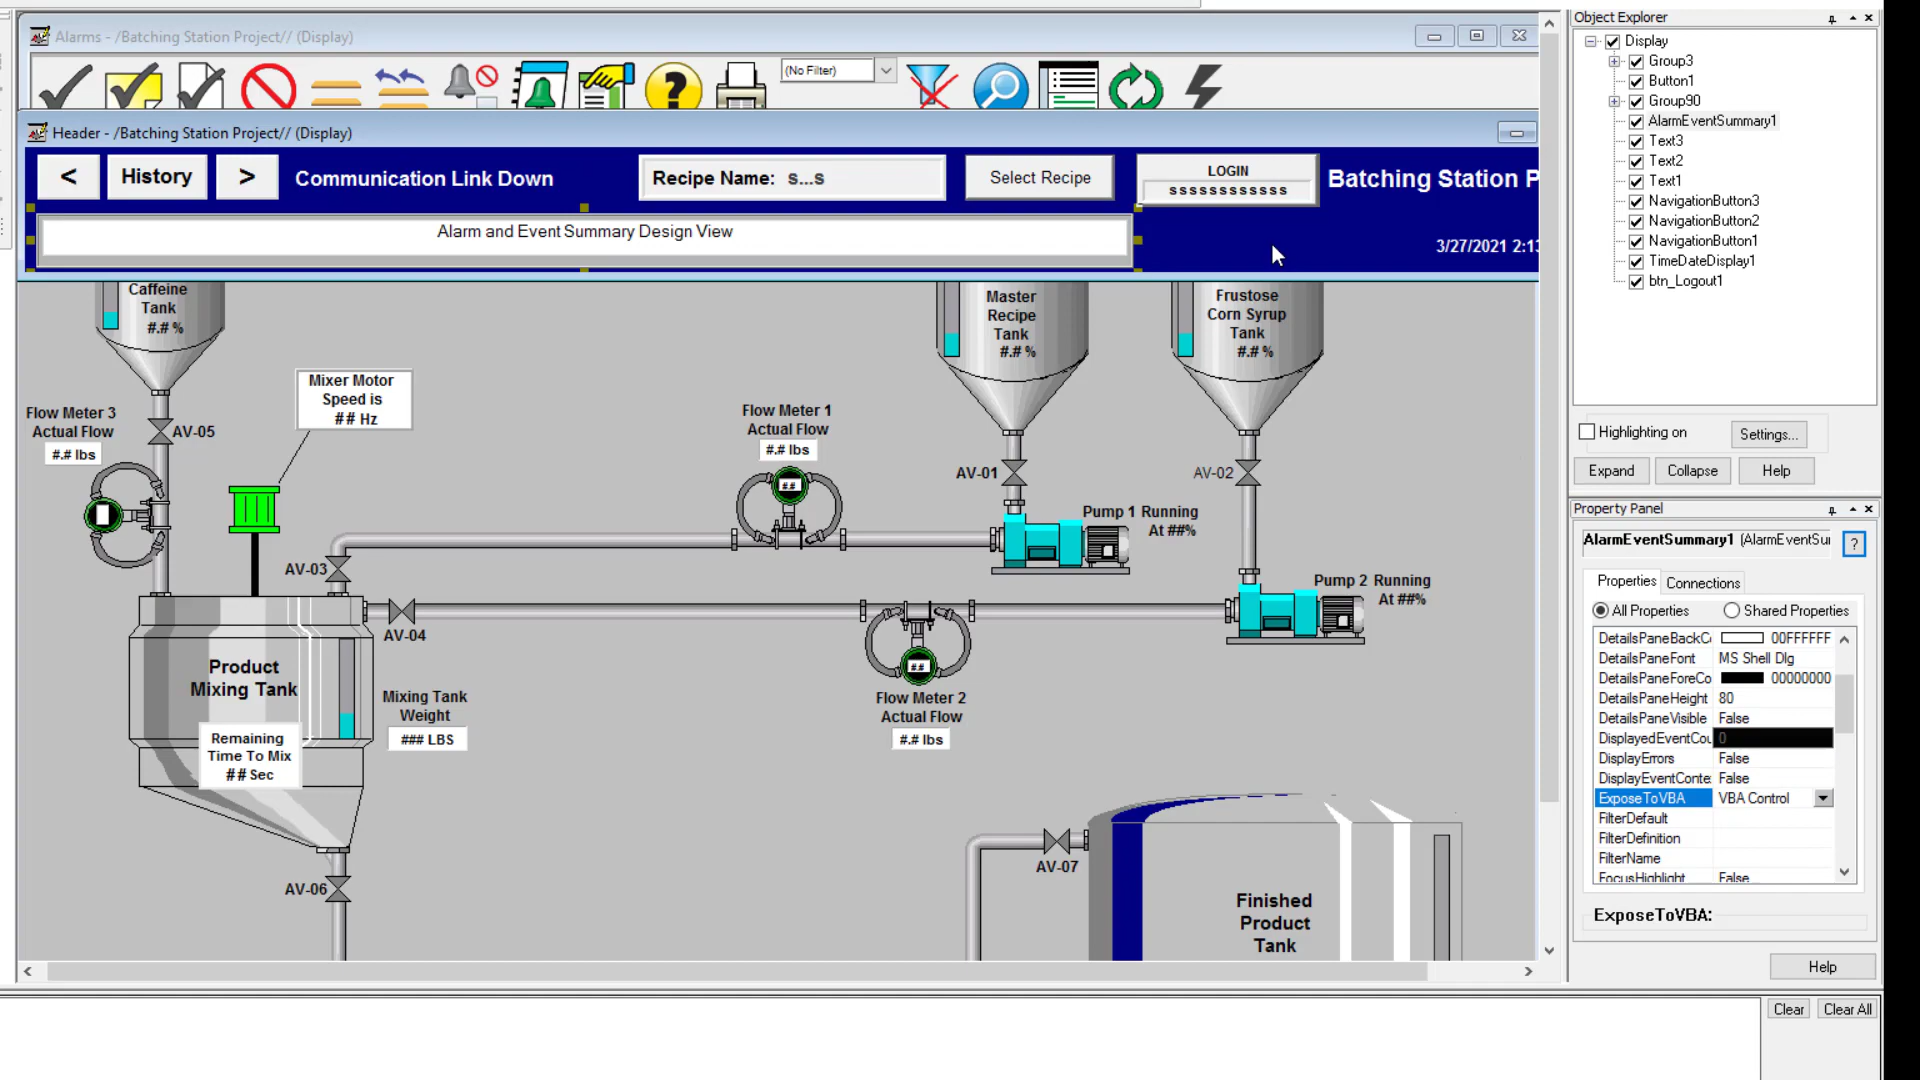 Alarms - /Batching Station Project// (Display)
(No Filter)
Header - /Batching Station Project// (Display)
<
History
>
Communication Link Down
Recipe Name: s...s
Select Recipe
LOGIN
ssssssssssss
Batching Station P
Alarm and Event Summary Design View
3/27/2021 2:13
Caffeine
Tank
#.# %
Master
Recipe
Tank
#.# %
Frustose
Corn Syrup
Tank
#.# %
Mixer Motor
Speed is
## Hz
Flow Meter 3
Actual Flow
#.# lbs
AV-05
Flow Meter 1
Actual Flow
#.# lbs
#.#
AV-01
AV-02
Pump 1 Running
At ##%
AV-03
Pump 2 Running
At ##%
AV-04
#.#
Product
Mixing Tank
Mixing Tank
Weight
### LBS
Flow Meter 2
Actual Flow
#.# lbs
Remaining
Time To Mix
## Sec
AV-07
AV-06
Finished
Product
Tank
Object Explorer
Display
Group3
Button1
Group90
AlarmEventSummary1
Text3
Text2
Text1
NavigationButton3
NavigationButton2
NavigationButton1
TimeDateDisplay1
btn_Logout1
Highlighting on
Settings...
Expand
Collapse
Help
Property Panel
AlarmEventSummary1 (AlarmEventSu
?
Properties
Connections
All Properties
Shared Properties
DetailsPaneBackC 00FFFFFF
DetailsPaneFont MS Shell Dlg
DetailsPaneForeCo 00000000
DetailsPaneHeight 80
DetailsPaneVisible False
DisplayedEventCou 0
DisplayErrors False
DisplayEventConte False
ExposeToVBA VBA Control
FilterDefault
FilterDefinition
FilterName
FocusHighlight False
ExposeToVBA:
Help
Clear
Clear All